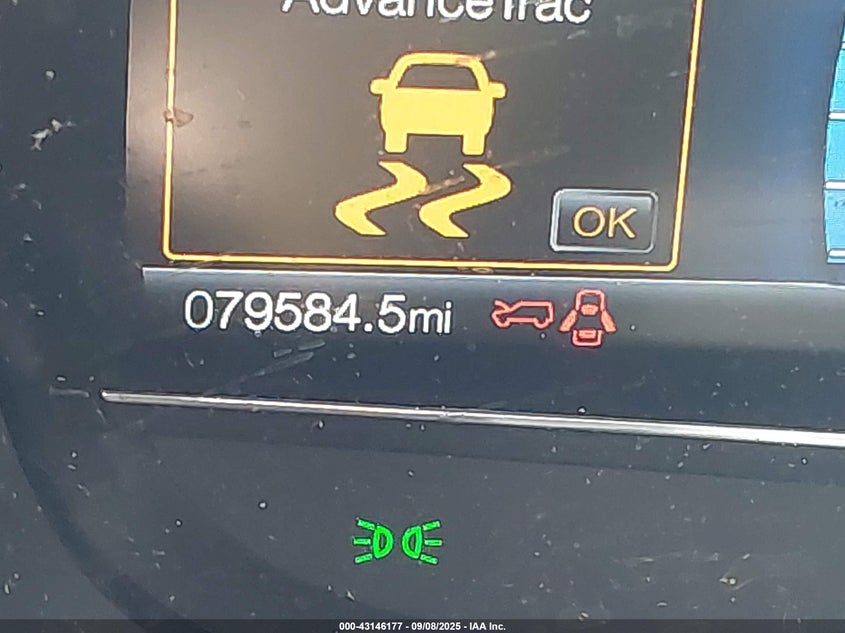 AdvanceTrac
OK
079584.5mi
000-43146177 - 09/08/2025 - IAA Inc.